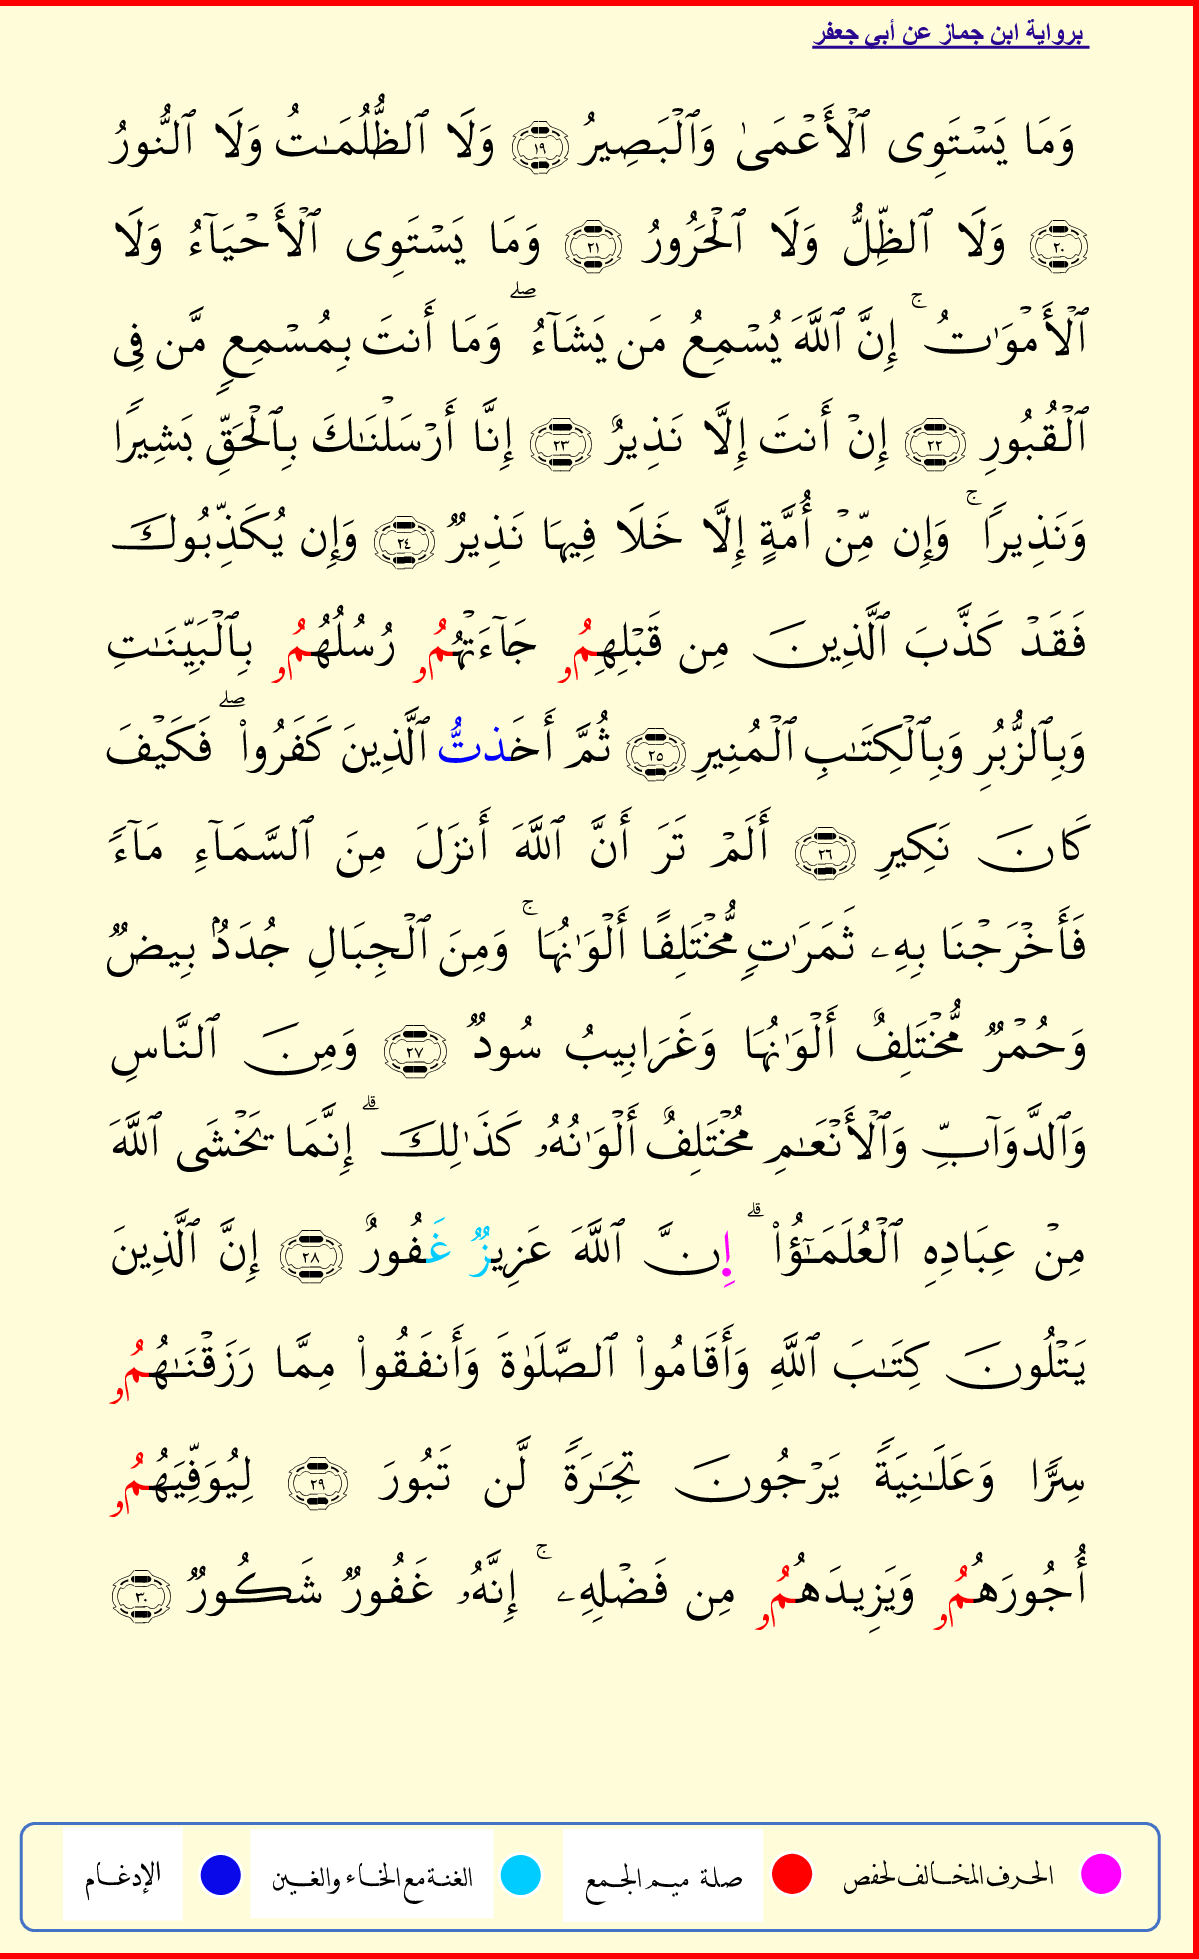 برواية ابن جماز عن أبي جعفر
وَمَا يَسۡتَوِى ٱلۡأَعۡمَىٰ وَٱلۡبَصِيرُ ١٩ وَلَا ٱلظُّلُمَـٰتُ وَلَا ٱلنُّورُ
٢٠ وَلَا ٱلظِّلُّ وَلَا ٱلۡحَرُورُ ٢١ وَمَا يَسۡتَوِى ٱلۡأَحۡيَآءُ وَلَا
ٱلۡأَمۡوَٰتُ ۚ إِنَّ ٱللَّهَ يُسۡمِعُ مَن يَشَآءُ ۖ وَمَا أَنتَ بِمُسۡمِعٍ مَّن فِى
ٱلۡقُبُورِ ٢٢ إِنۡ أَنتَ إِلَّا نَذِيرٌ ٢٣ إِنَّا أَرۡسَلۡنَـٰكَ بِٱلۡحَقِّ بَشِيرًا
وَنَذِيرًا ۚ وَإِن مِّنۡ أُمَّةٍ إِلَّا خَلَا فِيهَا نَذِيرٌ ٢٤ وَإِن يُكَذِّبُوكَ
فَقَدۡ كَذَّبَ ٱلَّذِينَ مِن قَبۡلِهِمُۥ جَآءَتۡهُمُۥ رُسُلُهُمُۥ بِٱلۡبَيِّنَـٰتِ
وَبِٱلزُّبُرِ وَبِٱلۡكِتَـٰبِ ٱلۡمُنِيرِ ٢٥ ثُمَّ أَخَذتُّ ٱلَّذِينَ كَفَرُواْ ۖ فَكَيۡفَ
كَانَ نَكِيرِ ٢٦ أَلَمۡ تَرَ أَنَّ ٱللَّهَ أَنزَلَ مِنَ ٱلسَّمَآءِ مَآءً
فَأَخۡرَجۡنَا بِهِۦ ثَمَرَٰتٍ مُّخۡتَلِفًا أَلۡوَٰنُهَا ۚ وَمِنَ ٱلۡجِبَالِ جُدَدُۢ بِيضٌ
وَحُمۡرٌ مُّخۡتَلِفٌ أَلۡوَٰنُهَا وَغَرَابِيبُ سُودٌ ٢٧ وَمِنَ ٱلنَّاسِ
وَٱلدَّوَآبِّ وَٱلۡأَنۡعَـٰمِ مُخۡتَلِفٌ أَلۡوَٰنُهُۥ كَذَٰلِكَ ۗ إِنَّمَا يَخۡشَى ٱللَّهَ
مِنۡ عِبَادِهِ ٱلۡعُلَمَـٰٓؤُاْ ۗ إِنَّ ٱللَّهَ عَزِيزٌ غَفُورٌ ٢٨ إِنَّ ٱلَّذِينَ
يَتۡلُونَ كِتَـٰبَ ٱللَّهِ وَأَقَامُواْ ٱلصَّلَوٰةَ وَأَنفَقُواْ مِمَّا رَزَقۡنَـٰهُمُۥ
سِرًّا وَعَلَـٰنِيَةً يَرۡجُونَ تِجَـٰرَةً لَّن تَبُورَ ٢٩ لِيُوَفِّيَهُمُۥ
أُجُورَهُمُۥ وَيَزِيدَهُمُۥ مِن فَضۡلِهِۦ ۚ إِنَّهُۥ غَفُورٌ شَكُورٌ ٣٠
الحرف المخالف لحفص صلة ميم الجمع الغنة مع الخاء والغين الإدغام